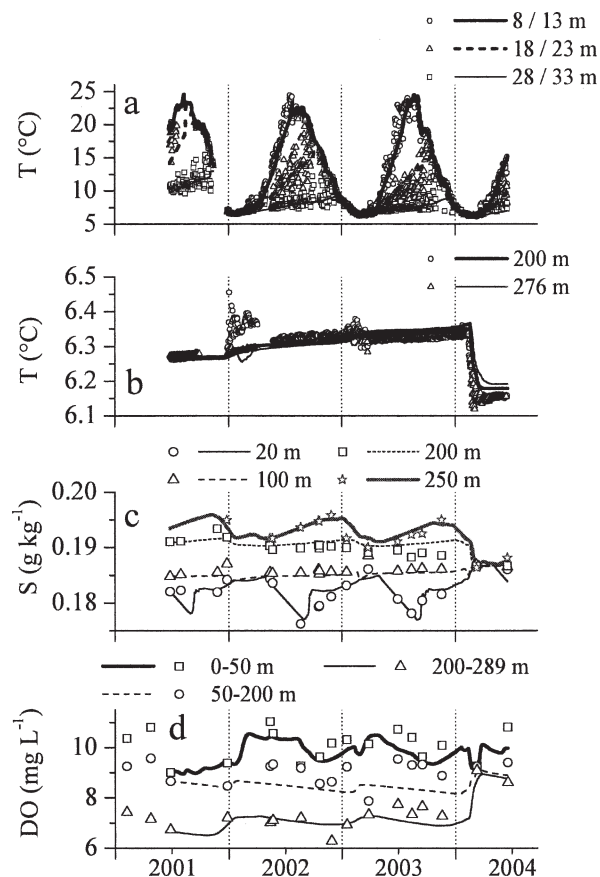 8 / 13 m
18 / 23 m
28 / 33 m
a
T (°C)
25
20
15
10
5
200 m
276 m
b
T (°C)
6.5
6.4
6.3
6.2
6.1
20 m
200 m
100 m
250 m
c
S (g kg-1)
0.20
0.19
0.18
0-50 m
200-289 m
50-200 m
d
DO (mg L-1)
10
8
6
2001
2002
2003
2004